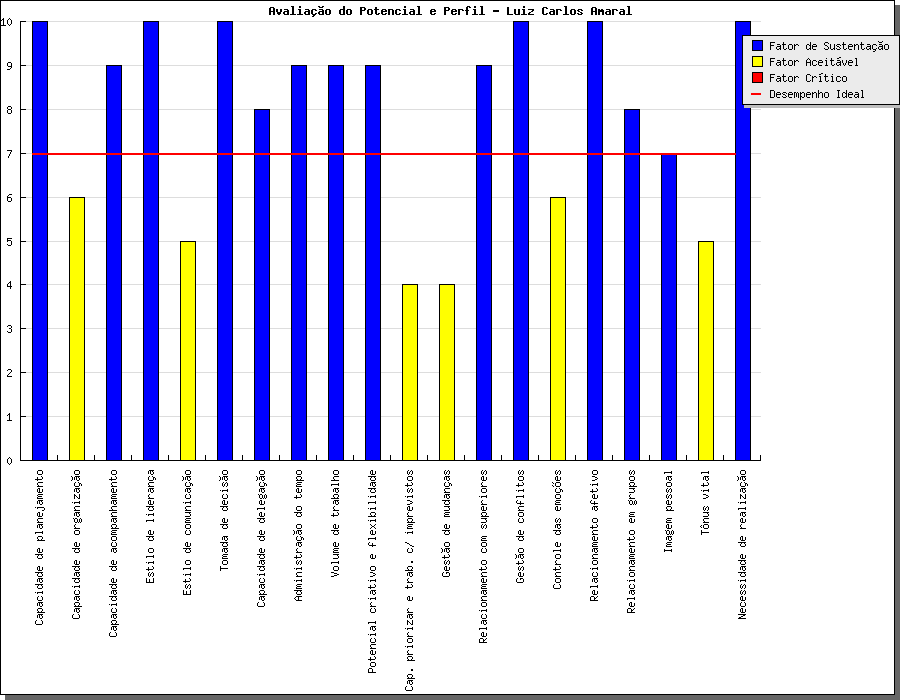 Avaliação do Potencial e Perfil - Luiz Carlos Amaral
10
9
8
7
6
5
4
3
2
1
0
Fator de Sustentação
Fator Aceitável
Fator Crítico
Desempenho Ideal
Capacidade de planejamento
Capacidade de organização
Capacidade de acompanhamento
Estilo de liderança
Estilo de comunicação
Tomada de decisão
Capacidade de delegação
Administração do tempo
Volume de trabalho
Potencial criativo e flexibilidade
Cap. priorizar e trab. c/ imprevistos
Gestão de mudanças
Relacionamento com superiores
Gestão de conflitos
Controle das emoções
Relacionamento afetivo
Relacionamento em grupos
Imagem pessoal
Tônus vital
Necessidade de realização